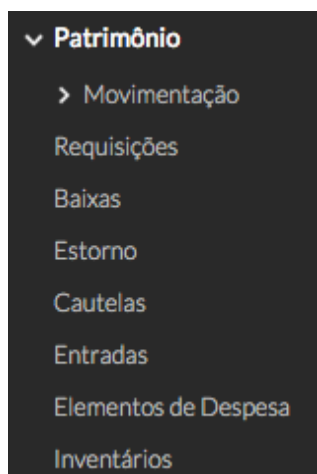 Patrimônio
Movimentação
Requisições
Baixas
Estorno
Cautelas
Entradas
Elementos de Despesa
Inventários